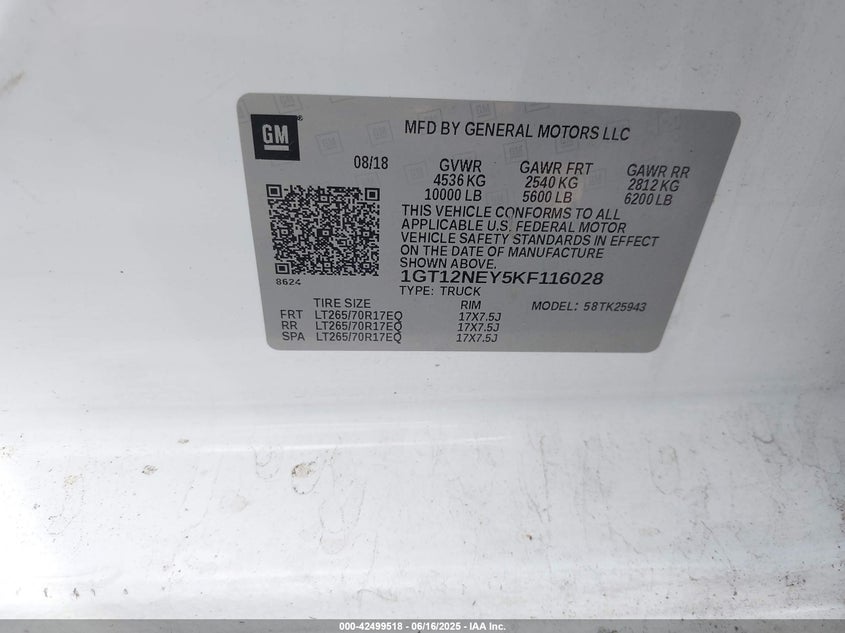 GM
MFD BY GENERAL MOTORS LLC
08/18 GVWR GAWR FRT GAWR RR
4536 KG 2540 KG 2812 KG
10000 LB 5600 LB 6200 LB
THIS VEHICLE CONFORMS TO ALL
APPLICABLE U.S. FEDERAL MOTOR
VEHICLE SAFETY STANDARDS IN EFFECT
ON THE DATE OF MANUFACTURE
SHOWN ABOVE.
8624
1GT12NEY5KF116028
TYPE: TRUCK
TIRE SIZE RIM MODEL: 58TK25943
FRT LT265/70R17EQ 17X7.5J
RR LT265/70R17EQ 17X7.5J
SPA LT265/70R17EQ 17X7.5J
000-42499518 - 06/16/2025 - IAA Inc.